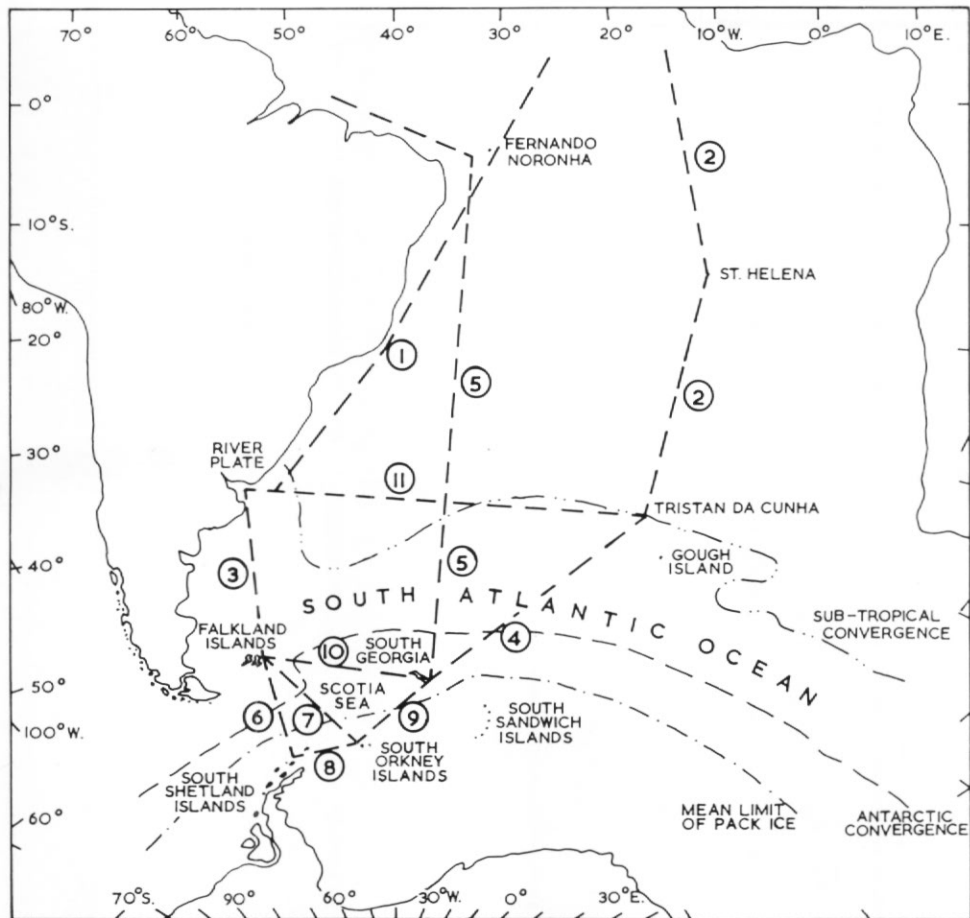 70° 60° 50° 40° 30° 20° 10°W. 0° 10°E.
0°
FERNANDO
NORONHA
2
10°S.
ST. HELENA
80°W.
20°
1
5
2
RIVER
PLATE
30°
11
TRISTAN DA CUNHA
GOUGH
ISLAND
3
5
40°
SOUTH ATLANTIC OCEAN
SUB-TROPICAL
CONVERGENCE
4
FALKLAND
ISLANDS
10
SOUTH
GEORGIA
50°
SCOTIA
SEA
6
7
9
100°W.
SOUTH
SANDWICH
ISLANDS
8
SOUTH
ORKNEY
ISLANDS
SOUTH
SHETLAND
ISLANDS
MEAN LIMIT
OF PACK ICE
ANTARCTIC
CONVERGENCE
60°
70°S. 90° 60° 30°W. 0° 30°E.